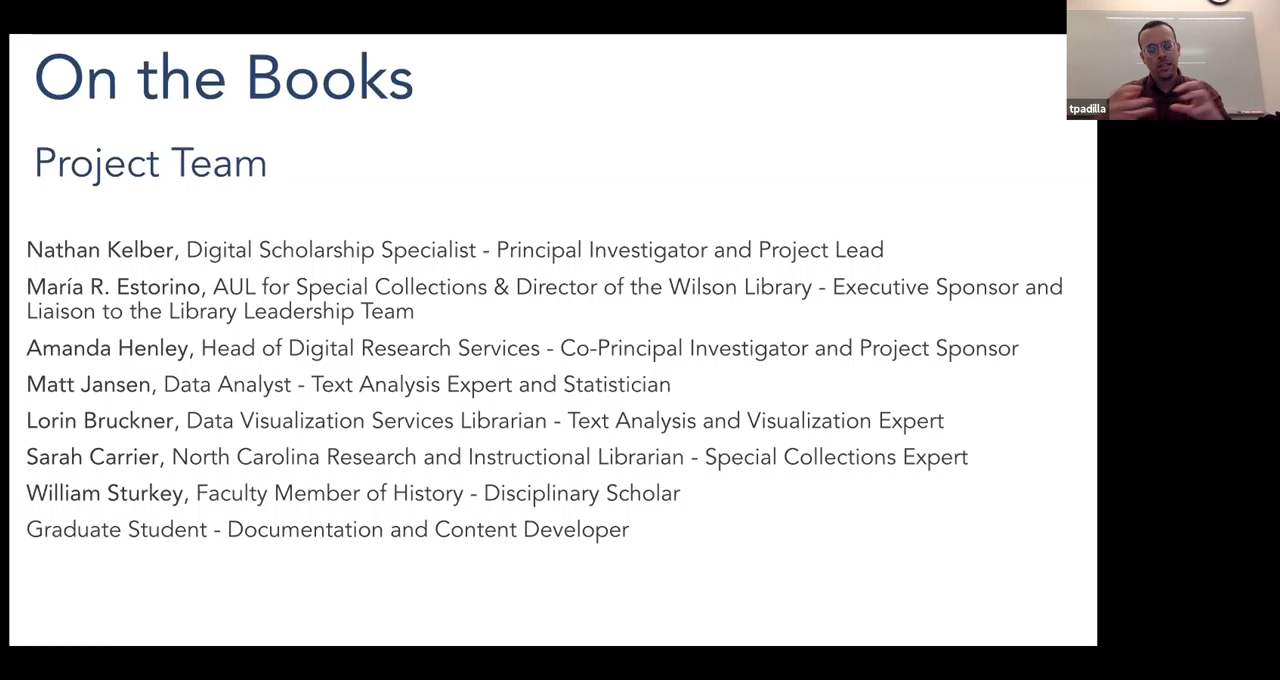 On the Books
tpadilla
Project Team
Nathan Kelber, Digital Scholarship Specialist - Principal Investigator and Project Lead
María R. Estorino, AUL for Special Collections & Director of the Wilson Library - Executive Sponsor and
Liaison to the Library Leadership Team
Amanda Henley, Head of Digital Research Services - Co-Principal Investigator and Project Sponsor
Matt Jansen, Data Analyst - Text Analysis Expert and Statistician
Lorin Bruckner, Data Visualization Services Librarian - Text Analysis and Visualization Expert
Sarah Carrier, North Carolina Research and Instructional Librarian - Special Collections Expert
William Sturkey, Faculty Member of History - Disciplinary Scholar
Graduate Student - Documentation and Content Developer